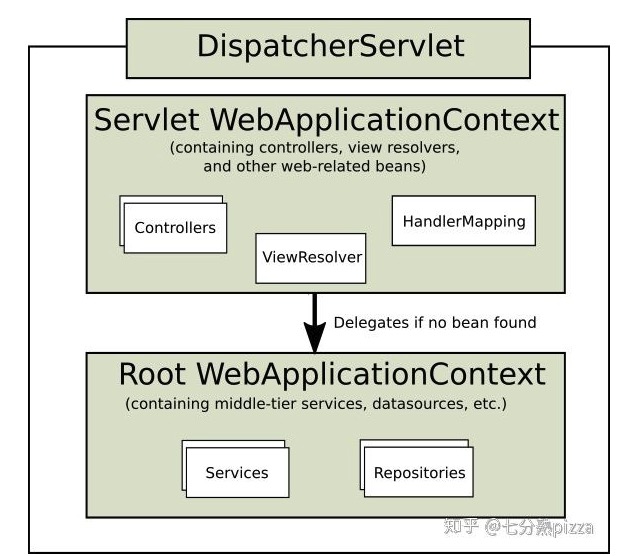 DispatcherServlet
Servlet WebApplicationContext
(containing controllers, view resolvers,
and other web-related beans)
Controllers
HandlerMapping
ViewResolver
Delegates if no bean found
Root WebApplicationContext
(containing middle-tier services, datasources, etc.)
Services
Repositories
知乎 @七分熟pizza